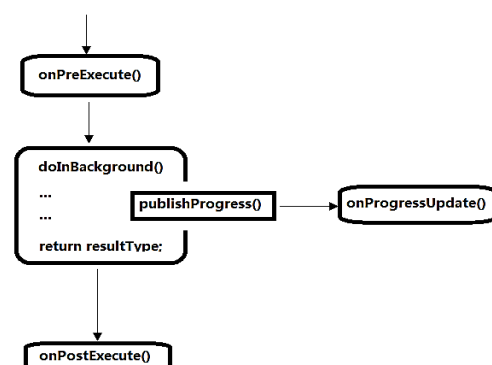 onPreExecute()
doInBackground()
...
publishProgress()
onProgressUpdate()
...
return resultType;
onPostExecute()